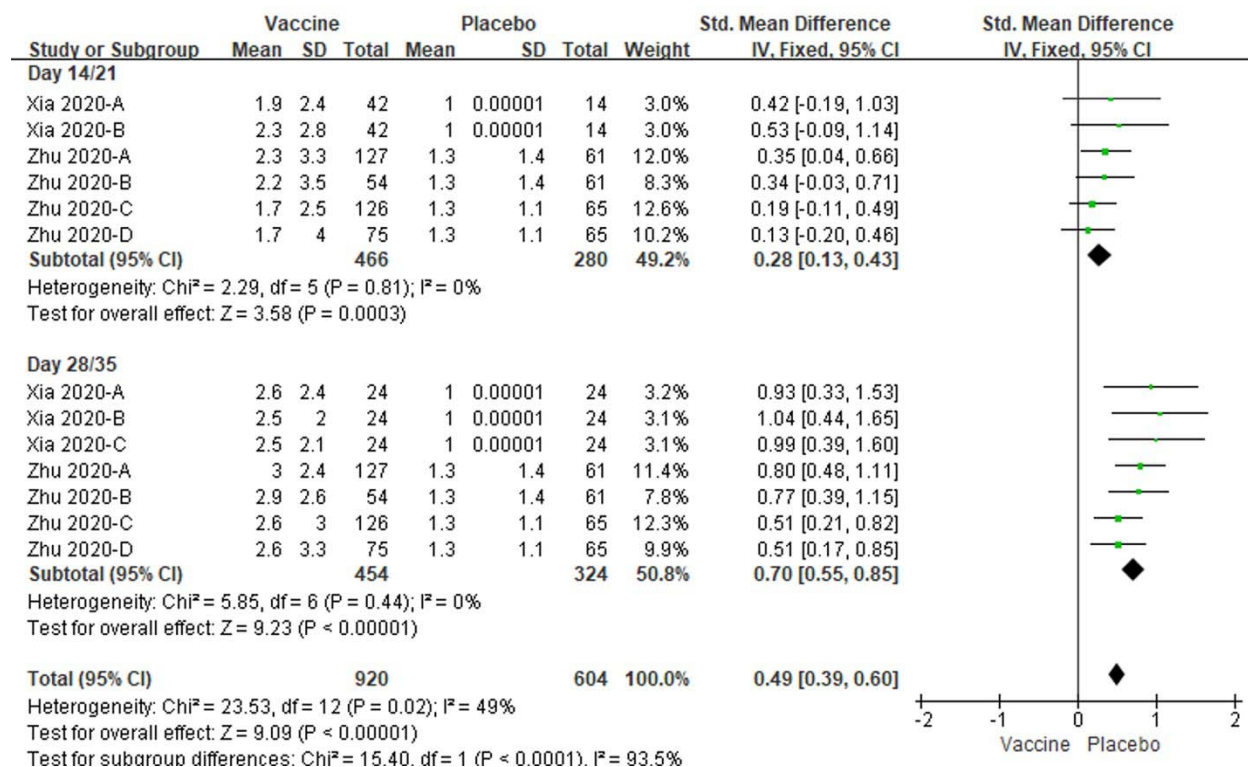 Vaccine Placebo Std. Mean Difference Std. Mean Difference
Study or Subgroup Mean SD Total Mean SD Total Weight IV, Fixed, 95% CI IV, Fixed, 95% CI
Day 14/21
Xia 2020-A 1.9 2.4 42 1 0.00001 14 3.0% 0.42 [-0.19, 1.03]
Xia 2020-B 2.3 2.8 42 1 0.00001 14 3.0% 0.53 [-0.09, 1.14]
Zhu 2020-A 2.3 3.3 127 1.3 1.4 61 12.0% 0.35 [0.04, 0.66]
Zhu 2020-B 2.2 3.5 54 1.3 1.4 61 8.3% 0.34 [-0.03, 0.71]
Zhu 2020-C 1.7 2.5 126 1.3 1.1 65 12.6% 0.19 [-0.11, 0.49]
Zhu 2020-D 1.7 4 75 1.3 1.1 65 10.2% 0.13 [-0.20, 0.46]
Subtotal (95% CI) 466 280 49.2% 0.28 [0.13, 0.43]
Heterogeneity: Chi² = 2.29, df = 5 (P = 0.81); I² = 0%
Test for overall effect: Z = 3.58 (P = 0.0003)
Day 28/35
Xia 2020-A 2.6 2.4 24 1 0.00001 24 3.2% 0.93 [0.33, 1.53]
Xia 2020-B 2.5 2 24 1 0.00001 24 3.1% 1.04 [0.44, 1.65]
Xia 2020-C 2.5 2.1 24 1 0.00001 24 3.1% 0.99 [0.39, 1.60]
Zhu 2020-A 3 2.4 127 1.3 1.4 61 11.4% 0.80 [0.48, 1.11]
Zhu 2020-B 2.9 2.6 54 1.3 1.4 61 7.8% 0.77 [0.39, 1.15]
Zhu 2020-C 2.6 3 126 1.3 1.1 65 12.3% 0.51 [0.21, 0.82]
Zhu 2020-D 2.6 3.3 75 1.3 1.1 65 9.9% 0.51 [0.17, 0.85]
Subtotal (95% CI) 454 324 50.8% 0.70 [0.55, 0.85]
Heterogeneity: Chi² = 5.85, df = 6 (P = 0.44); I² = 0%
Test for overall effect: Z = 9.23 (P < 0.00001)
Total (95% CI) 920 604 100.0% 0.49 [0.39, 0.60]
Heterogeneity: Chi² = 23.53, df = 12 (P = 0.02); I² = 49%
Test for overall effect: Z = 9.09 (P < 0.00001)
Test for subgroup differences: Chi² = 15.40, df = 1 (P < 0.0001), I² = 93.5%
-2 -1 0 1 2
Vaccine Placebo